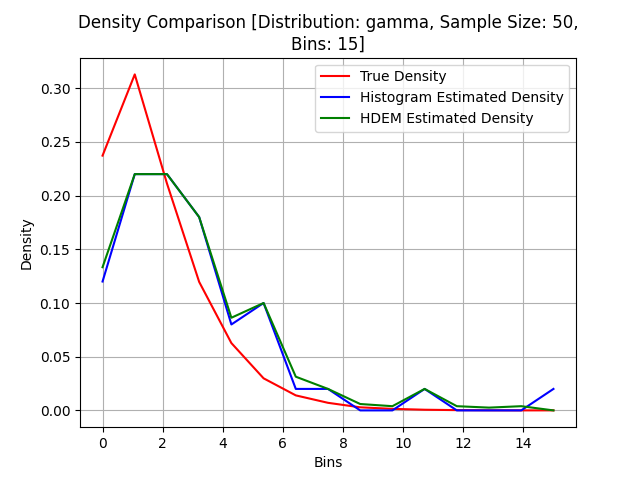 Density Comparison [Distribution: gamma, Sample Size: 50,
Bins: 15]
True Density
Histogram Estimated Density
HDEM Estimated Density
Density
0.30
0.25
0.20
0.15
0.10
0.05
0.00
0 2 4 6 8 10 12 14
Bins